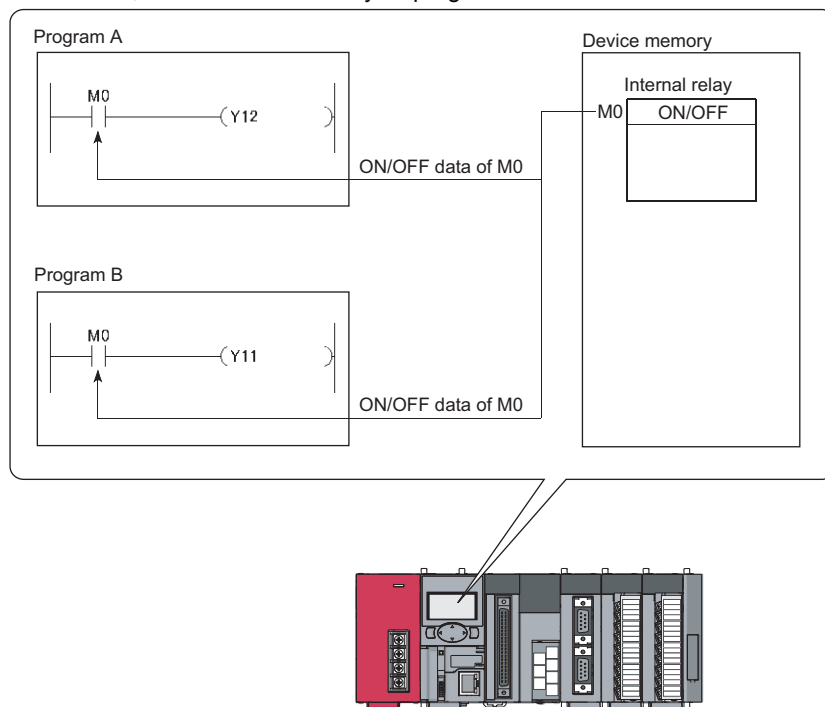 Program A
M0
Y12
ON/OFF data of M0
Program B
M0
Y11
ON/OFF data of M0
Device memory
Internal relay
M0
ON/OFF